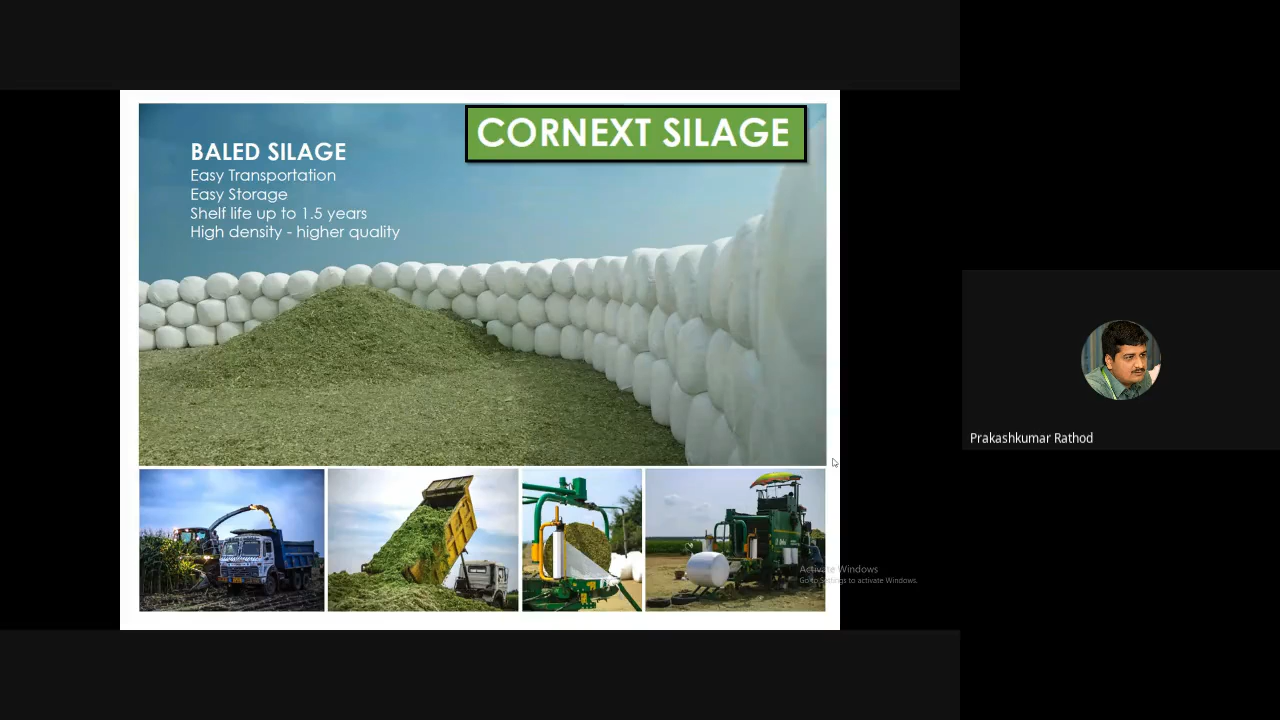 CORNEXT SILAGE
BALED SILAGE
Easy Transportation
Easy Storage
Shelf life up to 1.5 years
High density - higher quality
Prakashkumar Rathod
Activate Windows
Go to Settings to activate Windows.